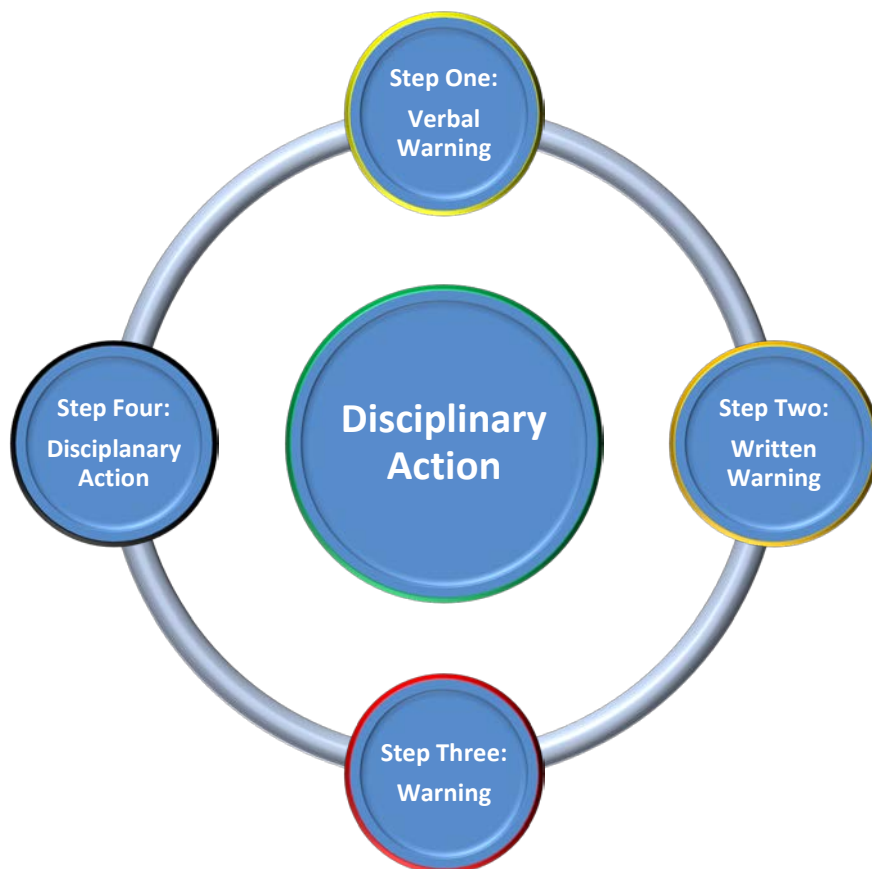 Step One:
Verbal
Warning
Disciplinary
Action
Step Two:
Written
Warning
Step Three:
Warning
Step Four:
Disciplanary
Action